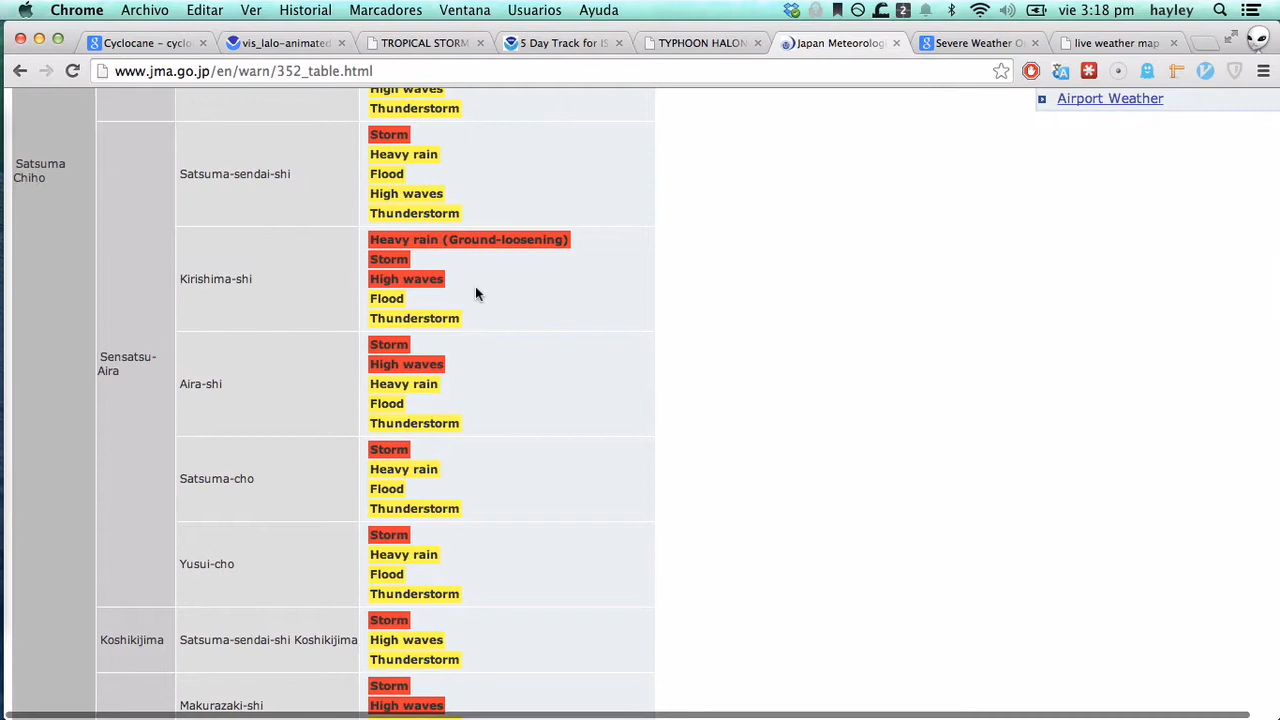 Chrome Archivo Editar Ver Historial Marcadores Ventana Usuarios Ayuda 2 vie 3:18 pm hayley
Cyclocane – cyclo
vis_lalo–animated
TROPICAL STORM
5 Day Track for IS
TYPHOON HALON
Japan Meteorologi
Severe Weather O
live weather map
www.jma.go.jp/en/warn/352_table.html
Airport Weather
High waves
Thunderstorm
Satsuma
Chiho
Satsuma-sendai-shi
Storm
Heavy rain
Flood
High waves
Thunderstorm
Sensatsu-
Aira
Kirishima-shi
Heavy rain (Ground-loosening)
Storm
High waves
Flood
Thunderstorm
Aira-shi
Storm
High waves
Heavy rain
Flood
Thunderstorm
Satsuma-cho
Storm
Heavy rain
Flood
Thunderstorm
Yusui-cho
Storm
Heavy rain
Flood
Thunderstorm
Koshikijima
Satsuma-sendai-shi Koshikijima
Storm
High waves
Thunderstorm
Makurazaki-shi
Storm
High waves